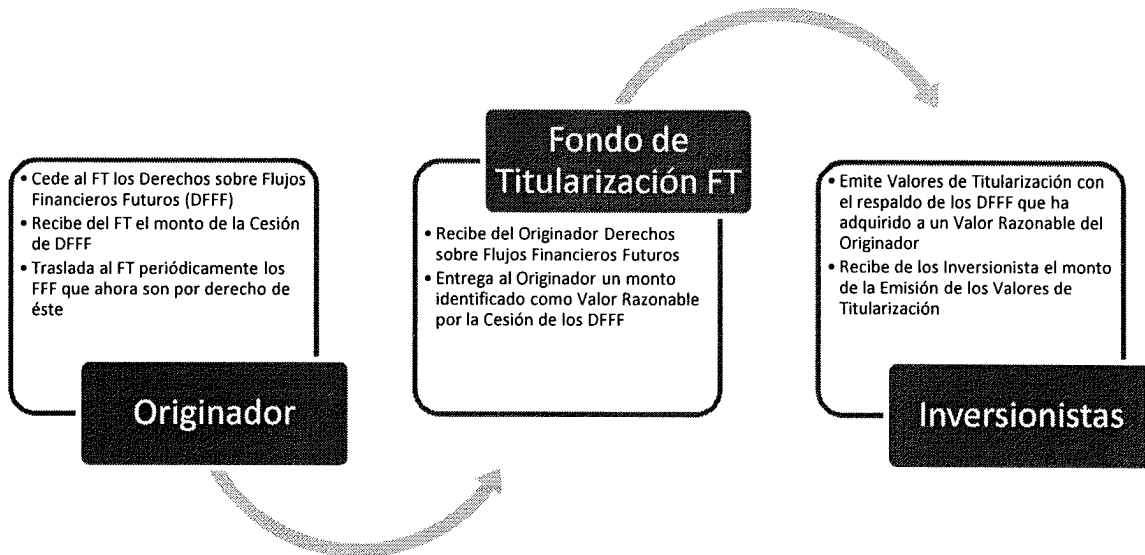 • Cede al FT los Derechos sobre Flujos
Financieros Futuros (DFFF)
• Recibe del FT el monto de la Cesión
de DFFF
• Traslada al FT periódicamente los
FFF que ahora son por derecho de
éste
Originador
Fondo de
Titularización FT
• Recibe del Originador Derechos
sobre Flujos Financieros Futuros
• Entrega al Originador un monto
identificado como Valor Razonable
por la Cesión de los DFFF
• Emite Valores de Titularización con
el respaldo de los DFFF que ha
adquirido a un Valor Razonable del
Originador
• Recibe de los Inversionista el monto
de la Emisión de los Valores de
Titularización
Inversionistas